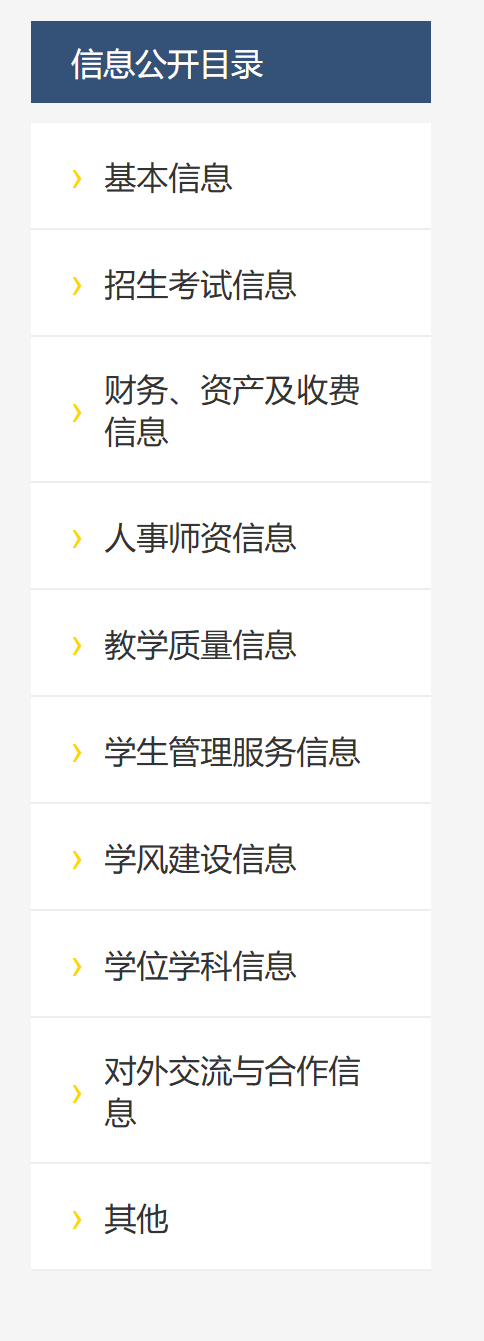 信息公开目录
基本信息
招生考试信息
财务、资产及收费
信息
人事师资信息
教学质量信息
学生管理服务信息
学风建设信息
学位学科信息
对外交流与合作信
息
其他